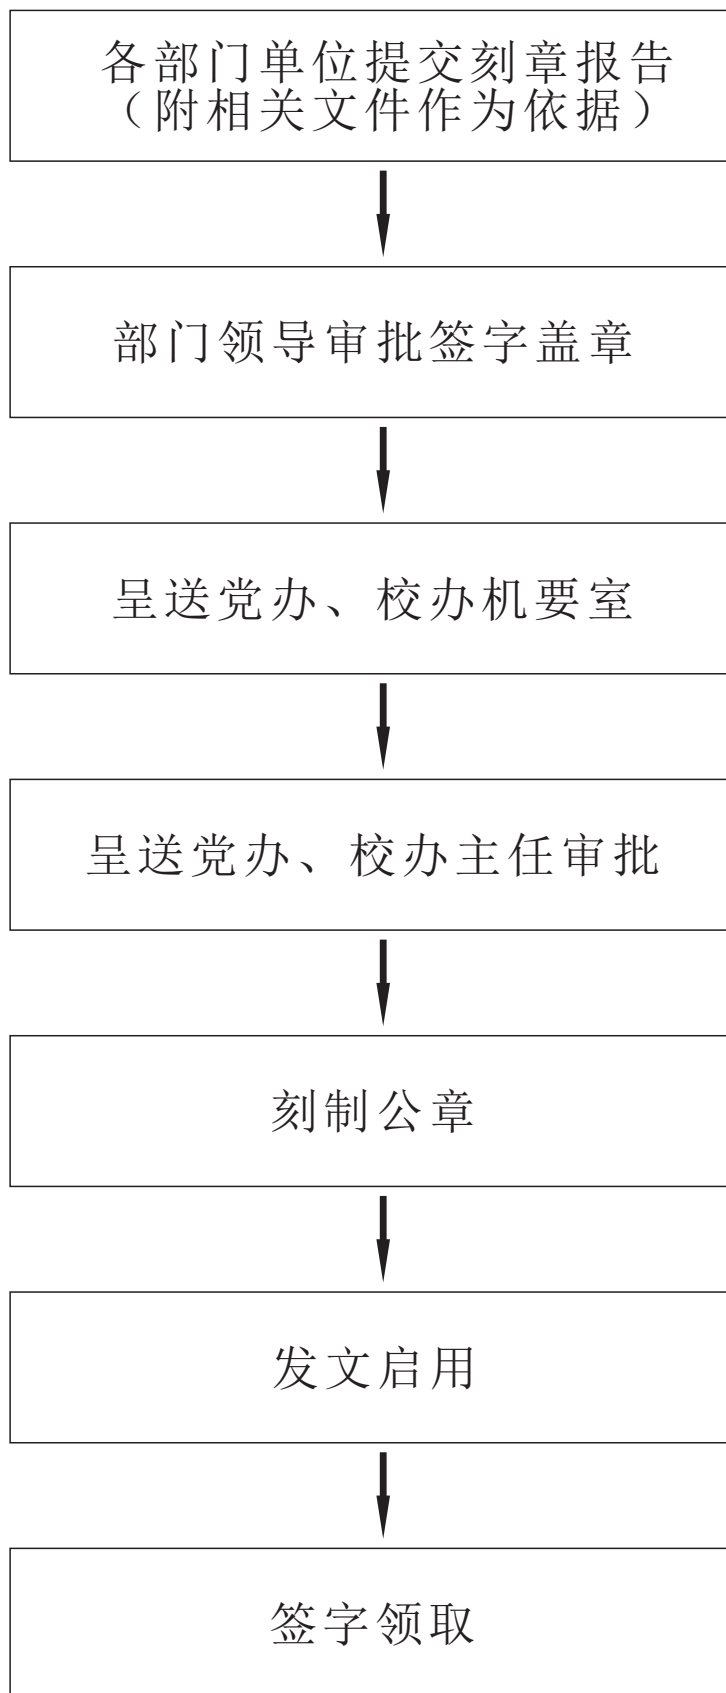 各部门单位提交刻章报告
（附相关文件作为依据）
部门领导审批签字盖章
呈送党办、校办机要室
呈送党办、校办主任审批
刻制公章
发文启用
签字领取